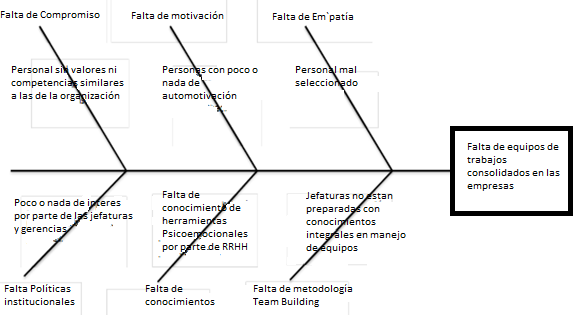 Falta de Compromiso
Falta de motivación
Falta de Em`patía
Personal sin valores ni
competencias similares
a las de la organización
Personas con poco o
nada de
automotivación
Personal mal
seleccionado
Falta de equipos de
trabajos
consolidados en las
empresas
Poco o nada de interes
por parte de las jefaturas
y gerencias
Falta de
conocimiento de
herramientas
Psicoemocionales
por parte de RRHH
Jefaturas no estan
preparadas con
conocimientos
integrales en manejo
de equipos
Falta Políticas
institucionales
Falta de
conocimientos
Falta de metodología
Team Building